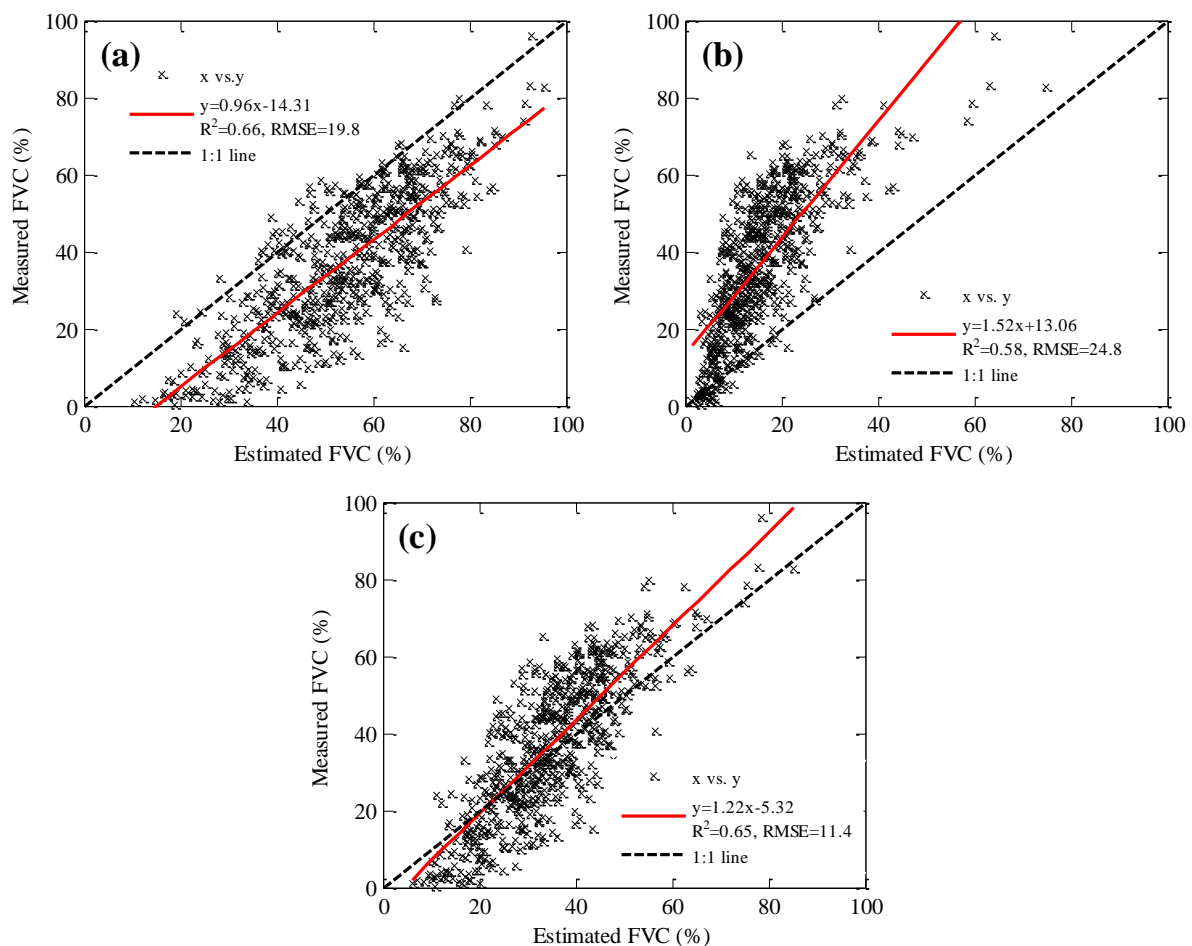 (a)
x vs.y
y=0.96x-14.31
R²=0.66, RMSE=19.8
1:1 line
Measured FVC (%)
100
80
60
40
20
0
0 20 40 60 80 100
Estimated FVC (%)
(b)
x vs. y
y=1.52x+13.06
R²=0.58, RMSE=24.8
1:1 line
Measured FVC (%)
100
80
60
40
20
0
0 20 40 60 80 100
Estimated FVC (%)
(c)
x vs. y
y=1.22x-5.32
R²=0.65, RMSE=11.4
1:1 line
Measured FVC (%)
100
80
60
40
20
0
0 20 40 60 80 100
Estimated FVC (%)